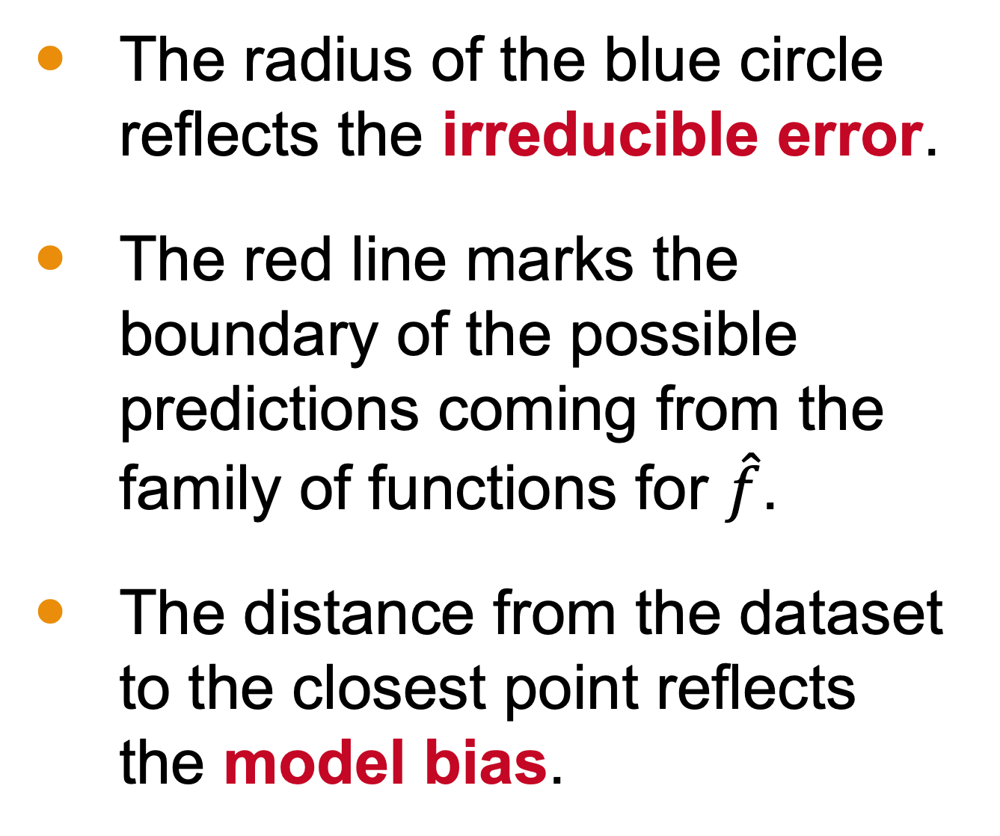 • The radius of the blue circle
reflects the irreducible error.
• The red line marks the
boundary of the possible
predictions coming from the
family of functions for f̂.
• The distance from the dataset
to the closest point reflects
the model bias.